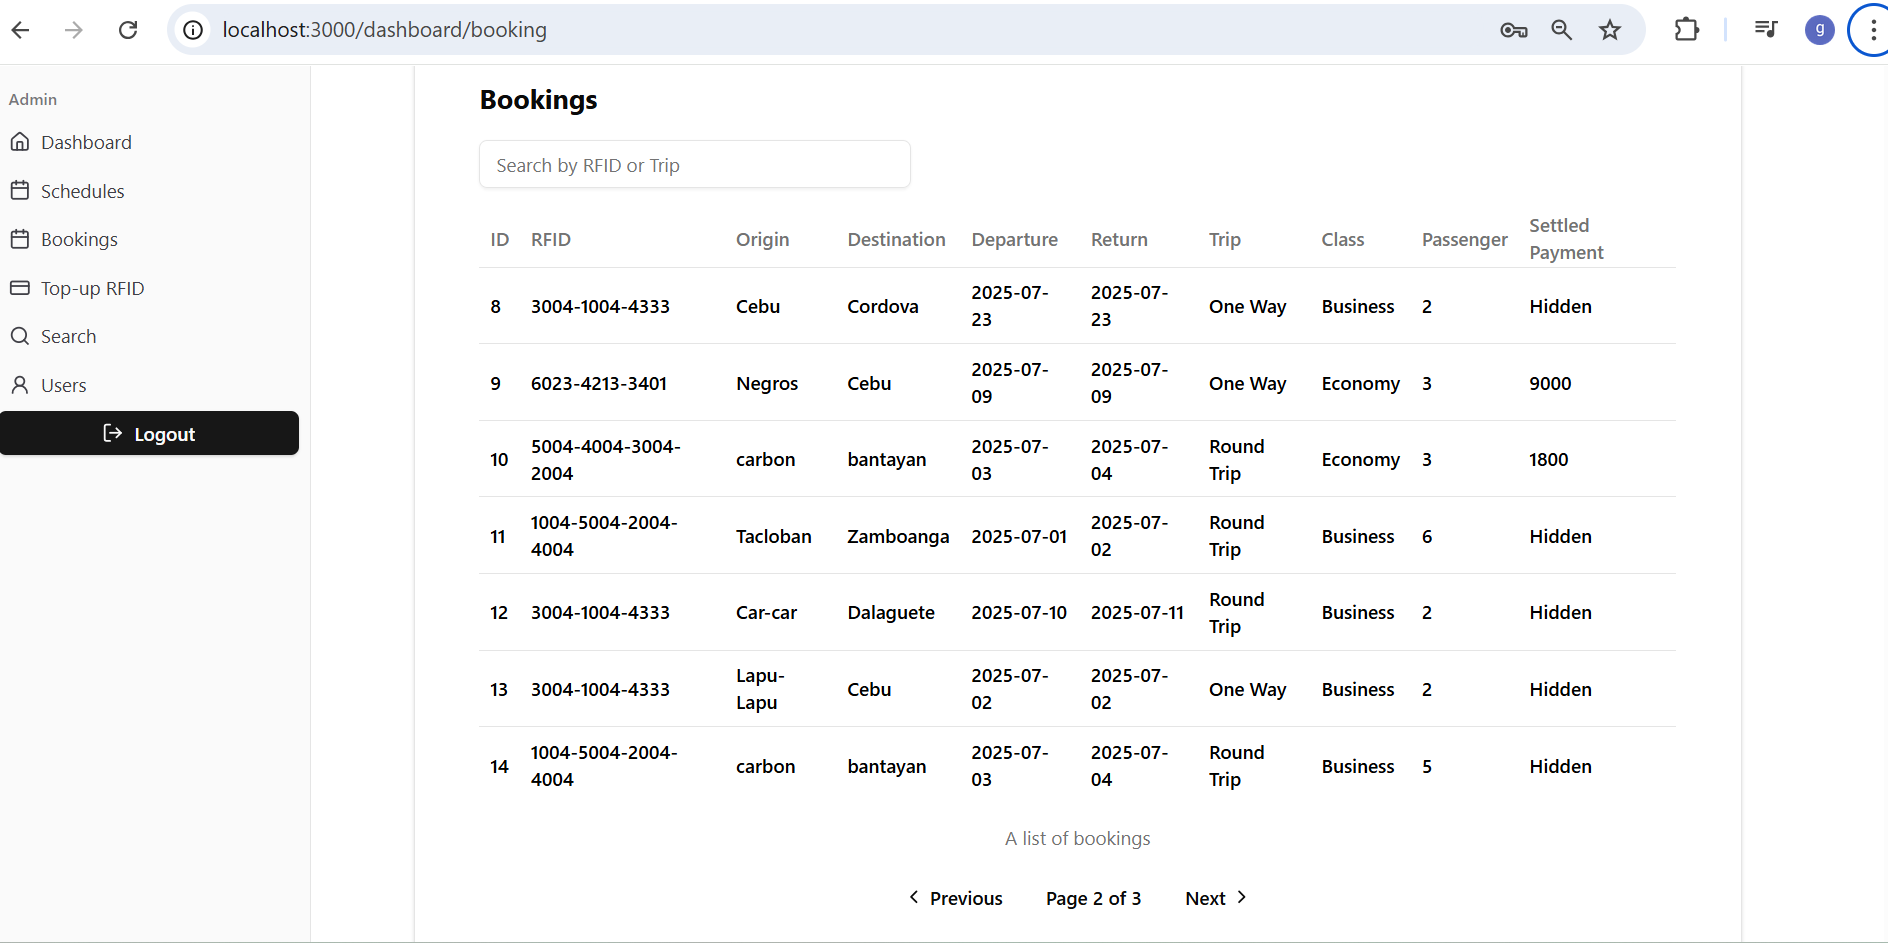 localhost:3000/dashboard/booking
g
Admin
Dashboard
Schedules
Bookings
Top-up RFID
Search
Users
Logout
Bookings
Search by RFID or Trip
ID RFID Origin Destination Departure Return Trip Class Passenger Settled Payment
8 3004-1004-4333 Cebu Cordova 2025-07-23 2025-07-23 One Way Business 2 Hidden
9 6023-4213-3401 Negros Cebu 2025-07-09 2025-07-09 One Way Economy 3 9000
10 5004-4004-3004-2004 carbon bantayan 2025-07-03 2025-07-04 Round Trip Economy 3 1800
11 1004-5004-2004-4004 Tacloban Zamboanga 2025-07-01 2025-07-02 Round Trip Business 6 Hidden
12 3004-1004-4333 Car-car Dalaguete 2025-07-10 2025-07-11 Round Trip Business 2 Hidden
13 3004-1004-4333 Lapu-Lapu Cebu 2025-07-02 2025-07-02 One Way Business 2 Hidden
14 1004-5004-2004-4004 carbon bantayan 2025-07-03 2025-07-04 Round Trip Business 5 Hidden
A list of bookings
Previous Page 2 of 3 Next